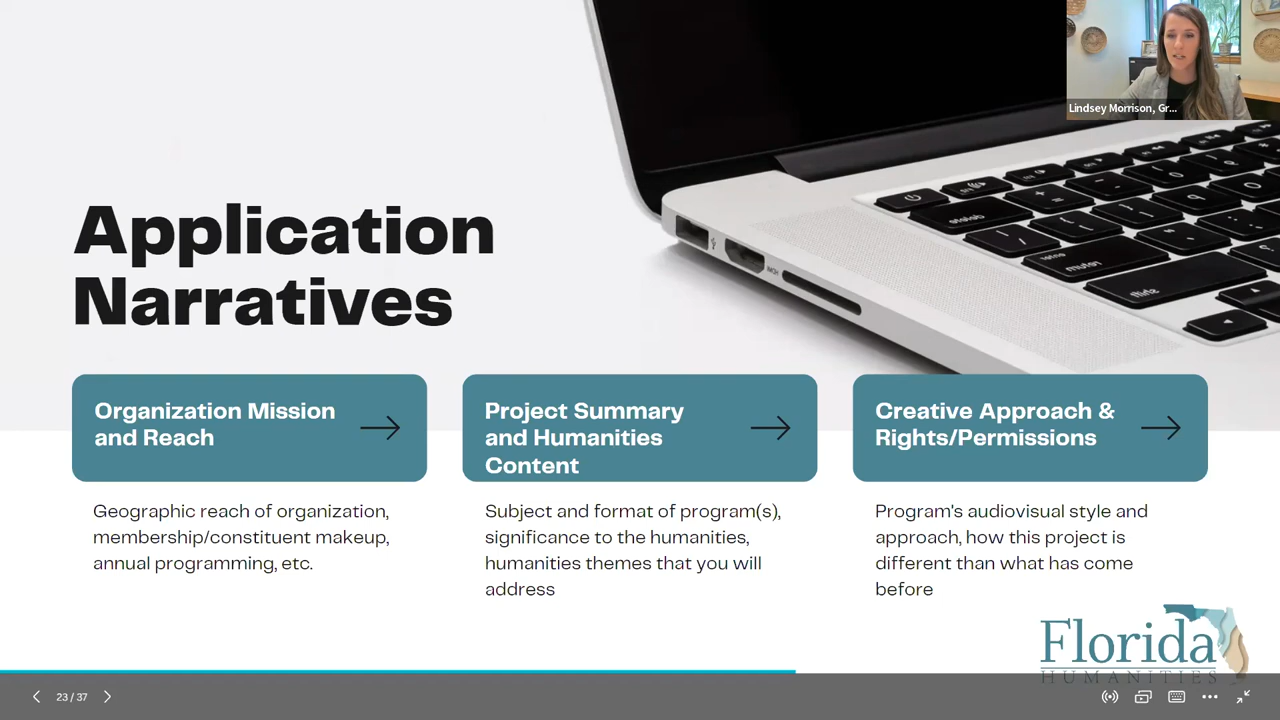 Lindsey Morrison, Gr...
Application
Narratives
Organization Mission
and Reach
Geographic reach of organization,
membership/constituent makeup,
annual programming, etc.
Project Summary
and Humanities
Content
Subject and format of program(s),
significance to the humanities,
humanities themes that you will
address
Creative Approach &
Rights/Permissions
Program's audiovisual style and
approach, how this project is
different than what has come
before
Florida
HUMANITIES
23 / 37